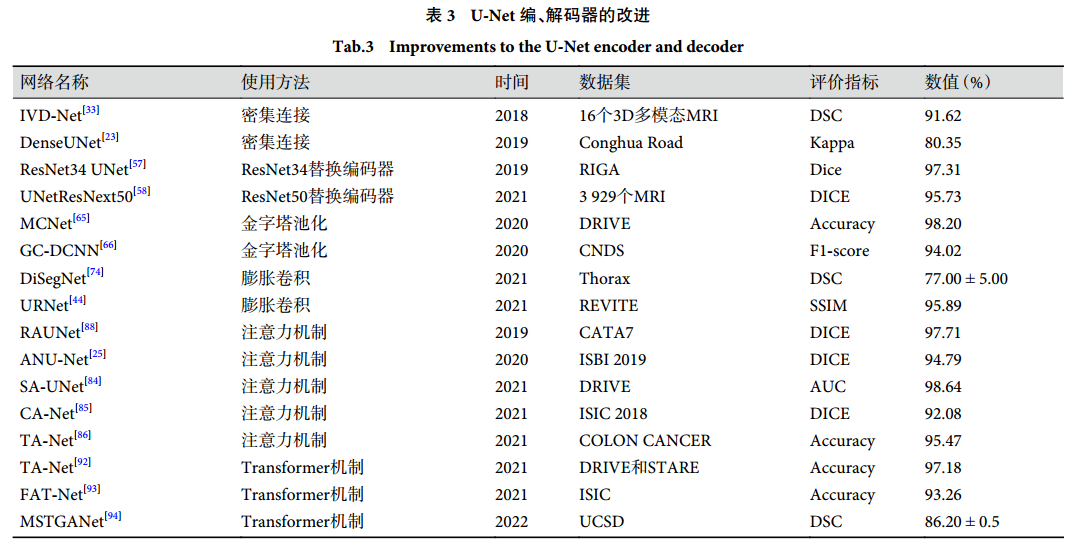 表 3 U-Net 编、解码器的改进
Tab.3 Improvements to the U-Net encoder and decoder
网络名称 使用方法 时间 数据集 评价指标 数值(%)
IVD-Net[33] 密集连接 2018 16个3D多模态MRI DSC 91.62
DenseUNet[23] 密集连接 2019 Conghua Road Kappa 80.35
ResNet34 UNet[57] ResNet34替换编码器 2019 RIGA Dice 97.31
UNetResNext50[58] ResNet50替换编码器 2021 3 929个MRI DICE 95.73
MCNet[65] 金字塔池化 2020 DRIVE Accuracy 98.20
GC-DCNN[66] 金字塔池化 2020 CNDS F1-score 94.02
DiSegNet[74] 膨胀卷积 2021 Thorax DSC 77.00 ± 5.00
URNet[44] 膨胀卷积 2021 REVITE SSIM 95.89
RAUNet[88] 注意力机制 2019 CATA7 DICE 97.71
ANU-Net[25] 注意力机制 2020 ISBI 2019 DICE 94.79
SA-UNet[84] 注意力机制 2021 DRIVE AUC 98.64
CA-Net[85] 注意力机制 2021 ISIC 2018 DICE 92.08
TA-Net[86] 注意力机制 2021 COLON CANCER Accuracy 95.47
TA-Net[92] Transformer机制 2021 DRIVE和STARE Accuracy 97.18
FAT-Net[93] Transformer机制 2021 ISIC Accuracy 93.26
MSTGANet[94] Transformer机制 2022 UCSD DSC 86.20 ± 0.5